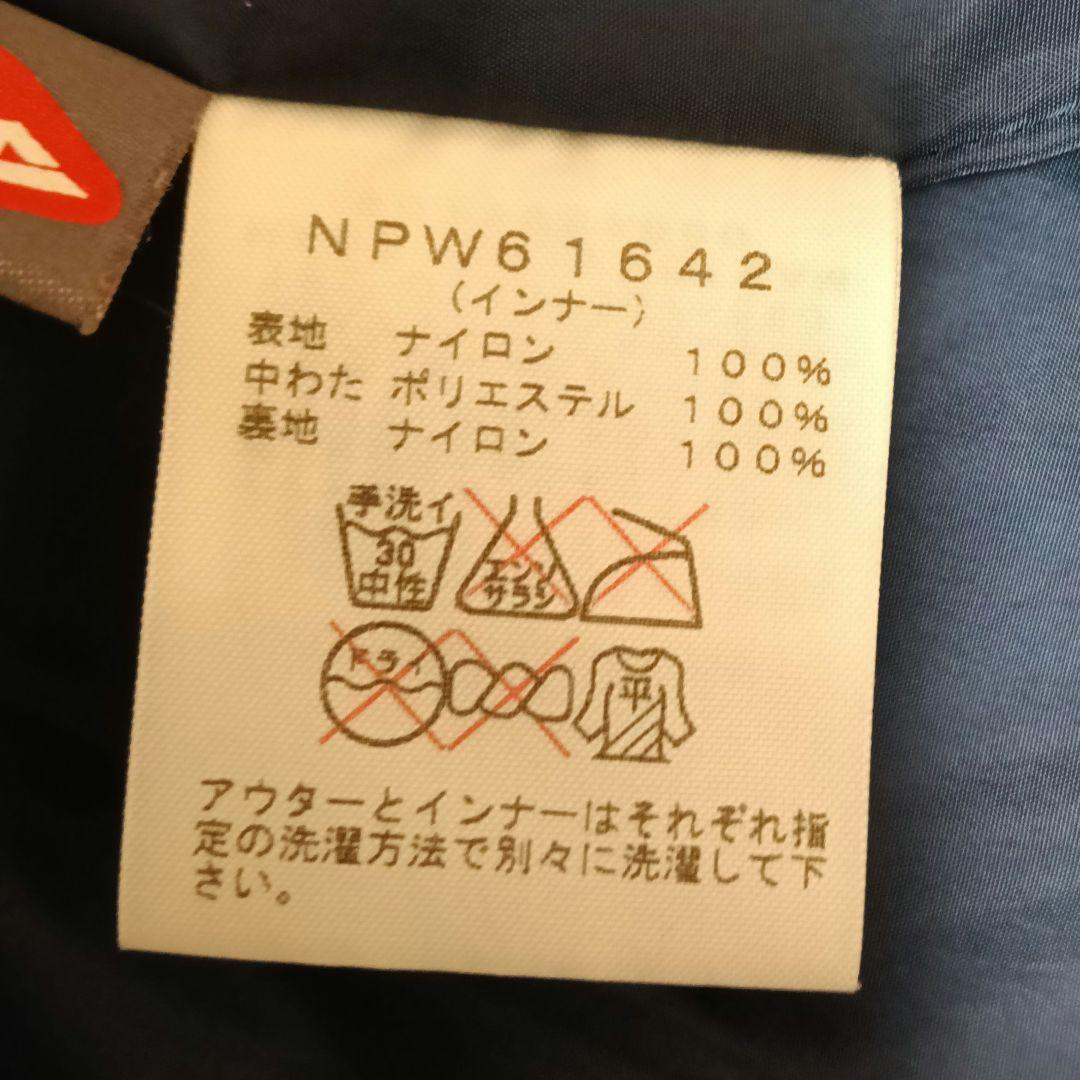 NPW61642
(インナー)
表地 ナイロン 100%
中わた ポリエステル 100%
裏地 ナイロン 100%
手洗イ
30
中性
エンソ
サラシ
ドライ
平
アウターとインナーはそれぞれ指
定の洗濯方法で別々に洗濯して下
さい。